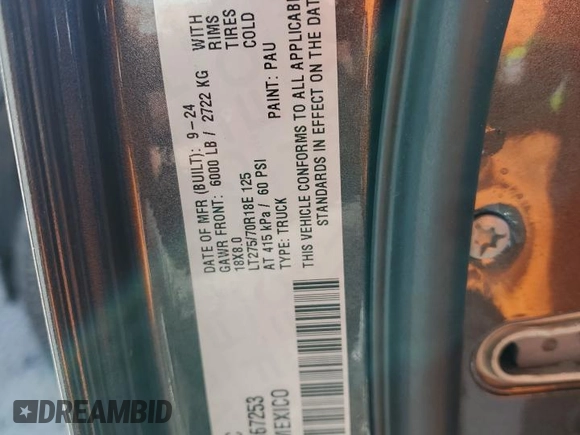 DATE OF MFR (BUILT): 9-24
GAWR FRONT: 6000 LB / 2722 KG WITH
18X8.0 RIMS
LT275/70R18E 125 TIRES
AT 415 kPa / 60 PSI COLD
TYPE: TRUCK PAINT: PAU
THIS VEHICLE CONFORMS TO ALL APPLICABL
STANDARDS IN EFFECT ON THE DAT
67253
MEXICO
DREAMBID